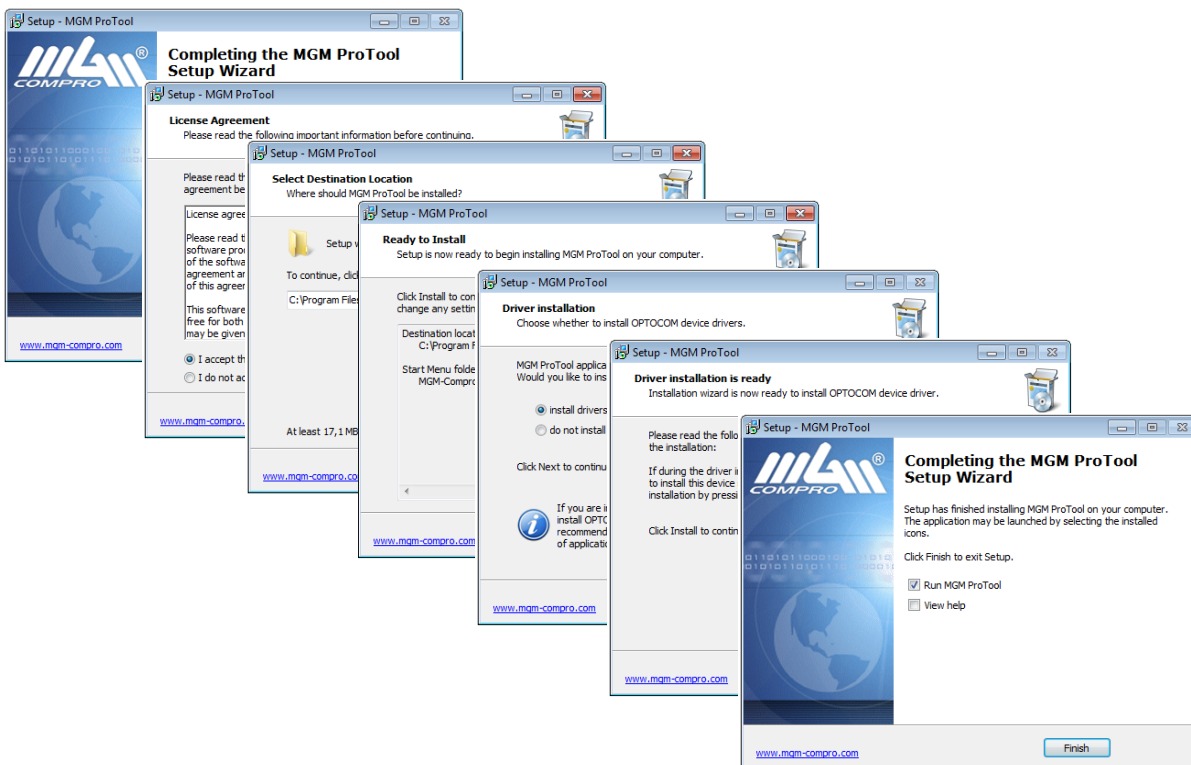 Setup - MGM ProTool
mgm®
COMPRO
Completing the MGM ProTool
Setup Wizard
www.mgm-compro.com
Setup - MGM ProTool
License Agreement
Please read the following important information before continuing.
Please read th
agreement be
License agree
Please read t
software pro
of the softwa
agreement ar
of this agreer
This software
free for both
may be given
I accept th
I do not ac
www.mgm-compro.
Setup - MGM ProTool
Select Destination Location
Where should MGM ProTool be installed?
Setup w
To continue, clic
C:\Program Files
At least 17,1 MB
www.mgm-compro.co
Setup - MGM ProTool
Ready to Install
Setup is now ready to begin installing MGM ProTool on your computer.
Click Install to con
change any settin
Destination locat
C:\Program F
Start Menu folde
MGM-Compro
www.mgm-compro.com
Setup - MGM ProTool
Driver installation
Choose whether to install OPTOCOM device drivers.
MGM ProTool applica
Would you like to ins
install drivers
do not install
Click Next to continu
If you are i
install OPTO
recommend
of applicatio
www.mgm-compro.com
Setup - MGM ProTool
Driver installation is ready
Installation wizard is now ready to install OPTOCOM device driver.
Please read the follo
the installation:
If during the driver i
to install this device
installation by pressi
Click Install to contin
www.mgm-compro.com
Setup - MGM ProTool
mgm®
COMPRO
Completing the MGM ProTool
Setup Wizard
Setup has finished installing MGM ProTool on your computer.
The application may be launched by selecting the installed
icons.
Click Finish to exit Setup.
Run MGM ProTool
View help
www.mgm-compro.com
Finish